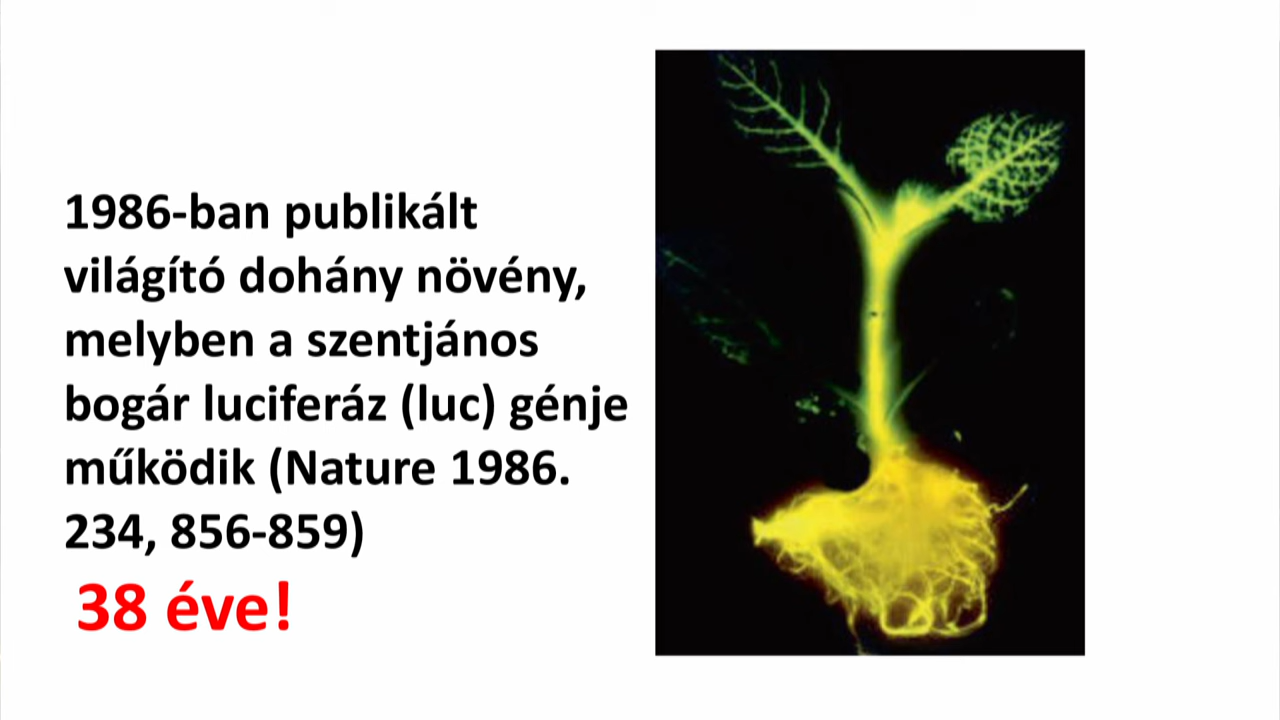 1986-ban publikált
világító dohány növény,
melyben a szentjános
bogár luciferáz (luc) génje
működik (Nature 1986.
234, 856-859)
38 éve!